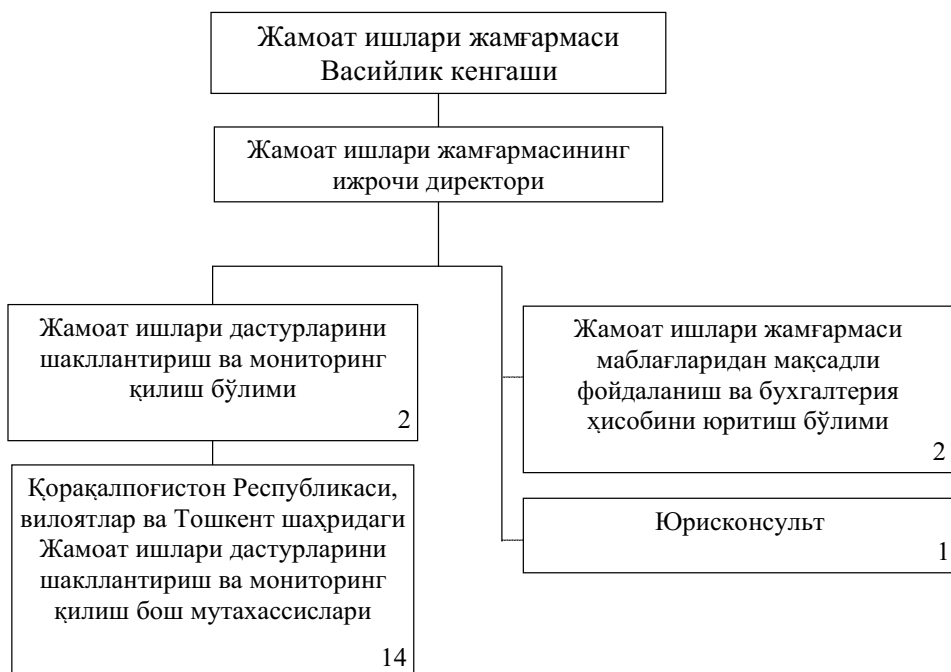 Жамоат ишлари жамғармаси
Васийлик кенгаши
Жамоат ишлари жамғармасининг
ижрочи директори
Жамоат ишлари дастурларини
шакллантириш ва мониторинг
қилиш бўлими
2
Қорақалпоғистон Республикаси,
вилоятлар ва Тошкент шаҳридаги
Жамоат ишлари дастурларини
шакллантириш ва мониторинг
қилиш бош мутахассислари
14
Жамоат ишлари жамғармаси
маблағларидан мақсадли
фойдаланиш ва бухгалтерия
ҳисобини юритиш бўлими
2
Юрисконсульт
1